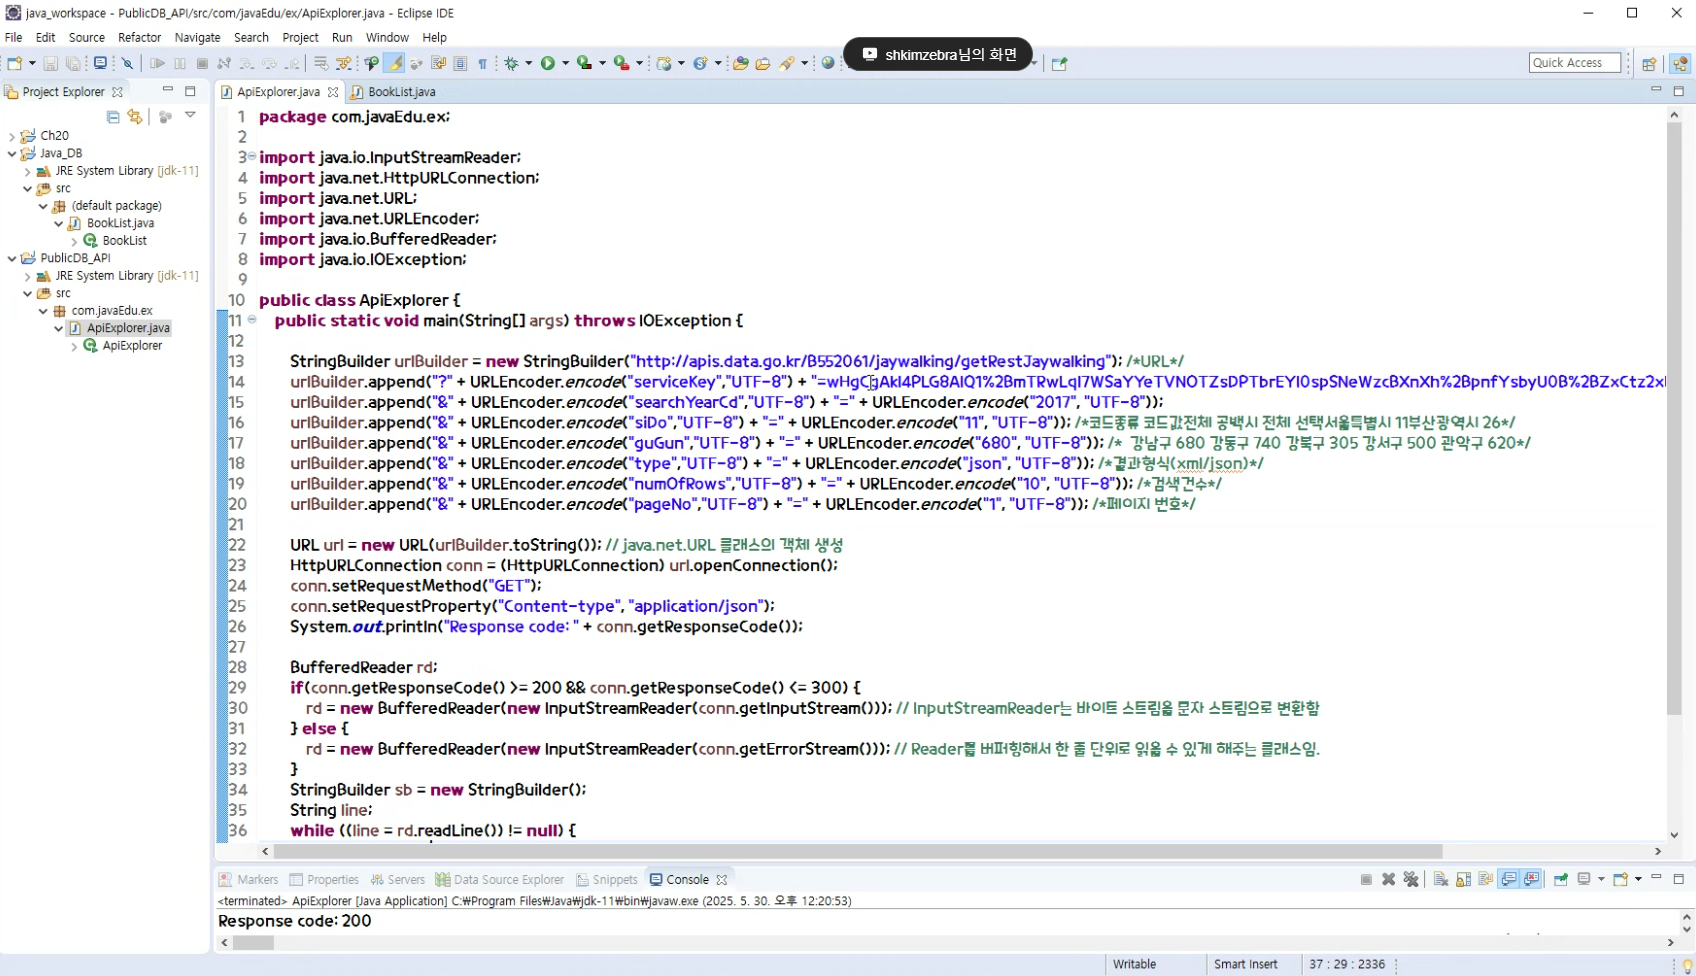 java_workspace - PublicDB_API/src/com/javaEdu/ex/ApiExplorer.java - Eclipse IDE
File Edit Source Refactor Navigate Search Project Run Window Help
shkimzebra님의 화면
Quick Access
Project Explorer
Ch20
Java_DB
JRE System Library [jdk-11]
src
(default package)
BookList.java
BookList
PublicDB_API
JRE System Library [jdk-11]
src
com.javaEdu.ex
ApiExplorer.java
ApiExplorer
ApiExplorer.java BookList.java
1 package com.javaEdu.ex;
2
3 import java.io.InputStreamReader;
4 import java.net.HttpURLConnection;
5 import java.net.URL;
6 import java.net.URLEncoder;
7 import java.io.BufferedReader;
8 import java.io.IOException;
9
10 public class ApiExplorer {
11 public static void main(String[] args) throws IOException {
12
13 StringBuilder urlBuilder = new StringBuilder("http://apis.data.go.kr/B552061/jaywalking/getRestJaywalking"); /*URL*/
14 urlBuilder.append("?" + URLEncoder.encode("serviceKey","UTF-8") + "=
15 urlBuilder.append("&" + URLEncoder.encode("searchYearCd","UTF-8") + "=" + URLEncoder.encode("2017", "UTF-8"));
16 urlBuilder.append("&" + URLEncoder.encode("siDo","UTF-8") + "=" + URLEncoder.encode("11", "UTF-8")); /*코드종류 코드값전체 공백시 전체 선택서울특별시 11부산광역시 26*/
17 urlBuilder.append("&" + URLEncoder.encode("guGun","UTF-8") + "=" + URLEncoder.encode("680", "UTF-8")); /* 강남구 680 강동구 740 강북구 305 강서구 500 관악구 620*/
18 urlBuilder.append("&" + URLEncoder.encode("type","UTF-8") + "=" + URLEncoder.encode("json", "UTF-8")); /*결과형식(xml/json)*/
19 urlBuilder.append("&" + URLEncoder.encode("numOfRows","UTF-8") + "=" + URLEncoder.encode("10", "UTF-8")); /*검색건수*/
20 urlBuilder.append("&" + URLEncoder.encode("pageNo","UTF-8") + "=" + URLEncoder.encode("1", "UTF-8")); /*페이지 번호*/
21
22 URL url = new URL(urlBuilder.toString()); // java.net.URL 클래스의 객체 생성
23 HttpURLConnection conn = (HttpURLConnection) url.openConnection();
24 conn.setRequestMethod("GET");
25 conn.setRequestProperty("Content-type", "application/json");
26 System.out.println("Response code: " + conn.getResponseCode());
27
28 BufferedReader rd;
29 if(conn.getResponseCode() >= 200 && conn.getResponseCode() <= 300) {
30 rd = new BufferedReader(new InputStreamReader(conn.getInputStream())); // InputStreamReader는 바이트 스트림을 문자 스트림으로 변환함
31 } else {
32 rd = new BufferedReader(new InputStreamReader(conn.getErrorStream())); // Reader를 버퍼링해서 한 줄 단위로 읽을 수 있게 해주는 클래스임.
33 }
34 StringBuilder sb = new StringBuilder();
35 String line;
36 while ((line = rd.readLine()) != null) {
Markers Properties Servers Data Source Explorer Snippets Console
<terminated> ApiExplorer [Java Application] C:₩Program Files₩Java₩jdk-11₩bin₩javaw.exe (2025. 5. 30. 오후 12:20:53)
Response code: 200
Writable Smart Insert 37 : 29 : 2336